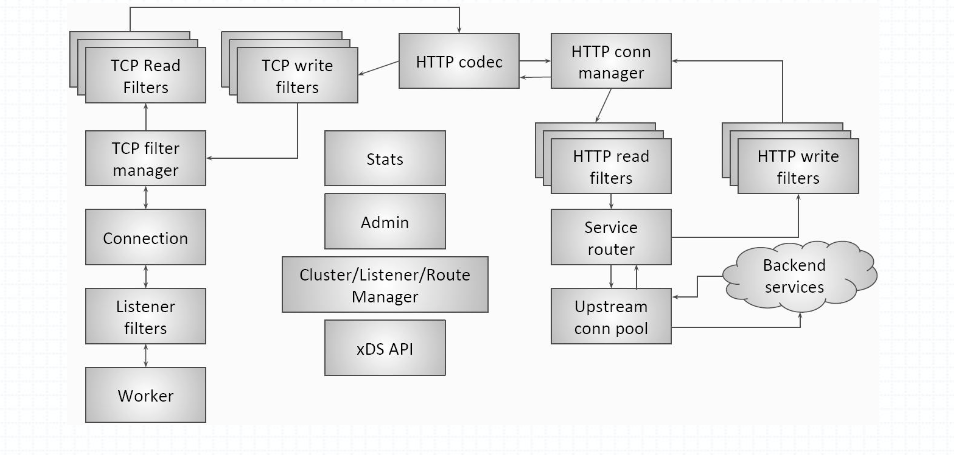 TCP Read
Filters
TCP write
filters
HTTP codec
HTTP conn
manager
TCP filter
manager
Stats
HTTP read
filters
HTTP write
filters
Connection
Admin
Service
router
Backend
services
Cluster/Listener/Route
Manager
Listener
filters
Upstream
conn pool
xDS API
Worker